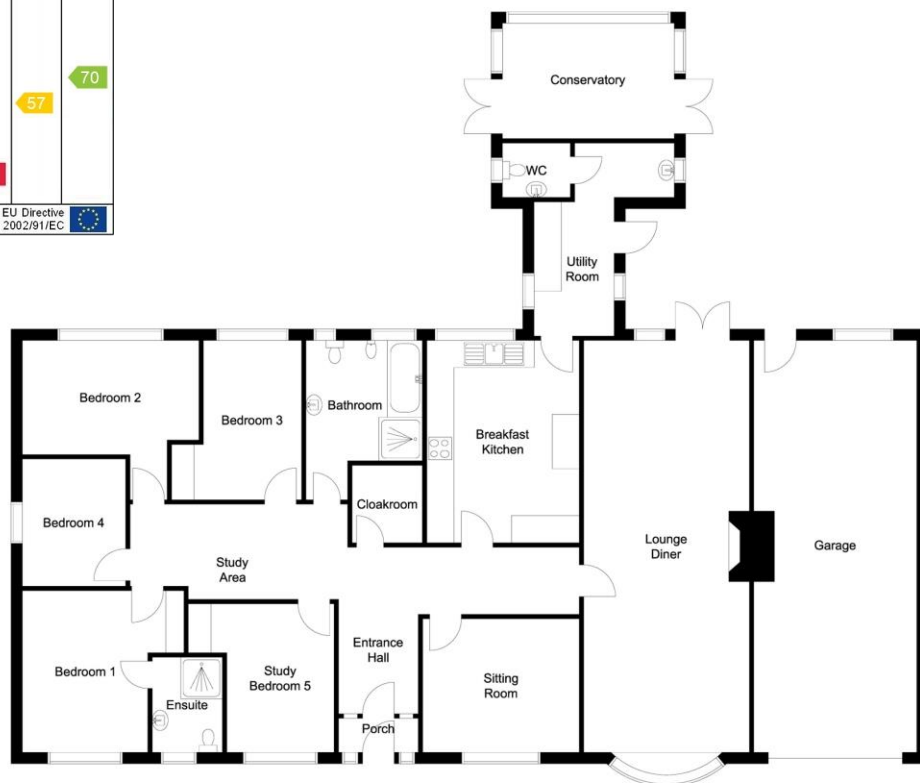 70
57
EU Directive
2002/91/EC
Conservatory
WC
Utility
Room
Bedroom 2
Bedroom 3
Bathroom
Breakfast
Kitchen
Cloakroom
Bedroom 4
Lounge
Diner
Garage
Study
Area
Entrance
Hall
Bedroom 1
Study
Bedroom 5
Sitting
Room
Ensuite
Porch